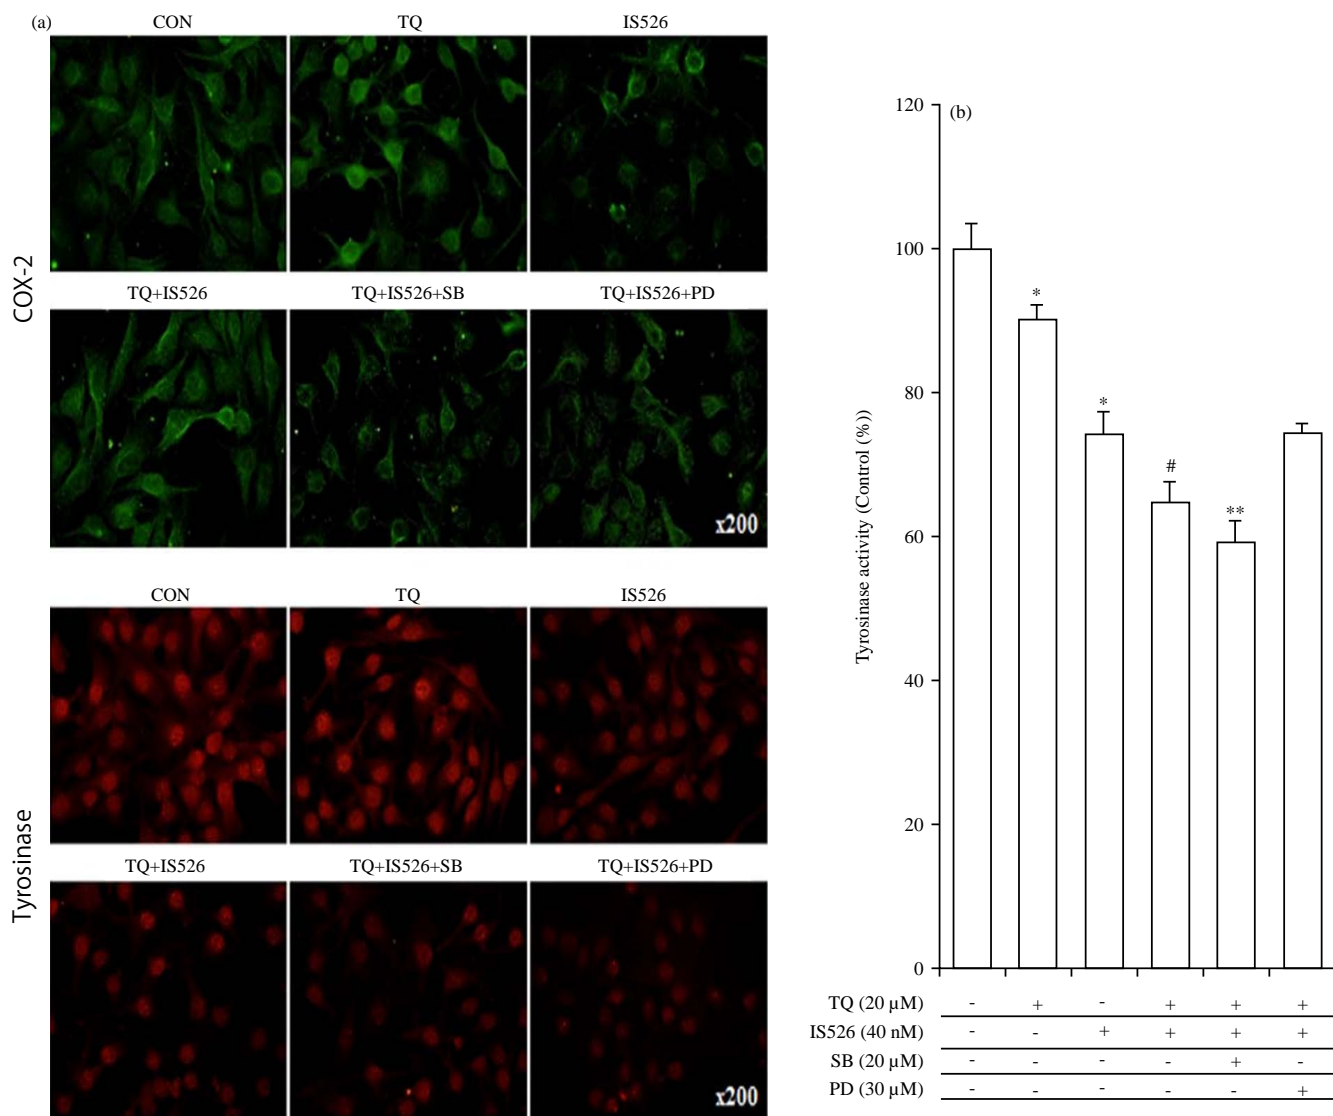 (a)
CON TQ IS526
COX-2
TQ+IS526 TQ+IS526+SB TQ+IS526+PD
x200
CON TQ IS526
Tyrosinase
TQ+IS526 TQ+IS526+SB TQ+IS526+PD
x200
(b)
Tyrosinase activity (Control (%))
120
100
80
60
40
20
0
*
*
#
**
TQ (20 µM) - + - + + +
IS526 (40 nM) - - + + + +
SB (20 µM) - - - - + -
PD (30 µM) - - - - - +